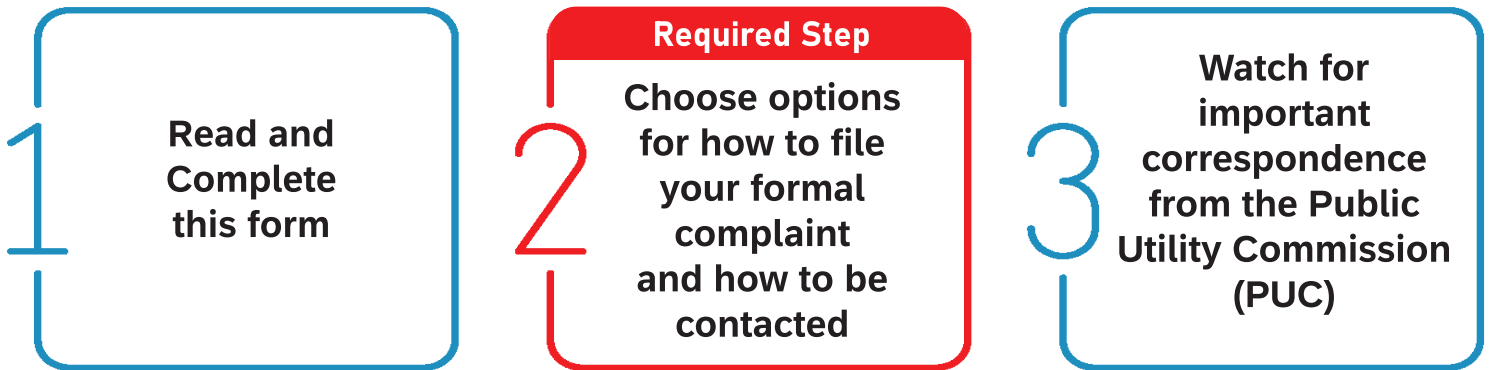 1
Read and
Complete
this form
Required Step
2
Choose options
for how to file
your formal
complaint
and how to be
contacted
3
Watch for
important
correspondence
from the Public
Utility Commission
(PUC)